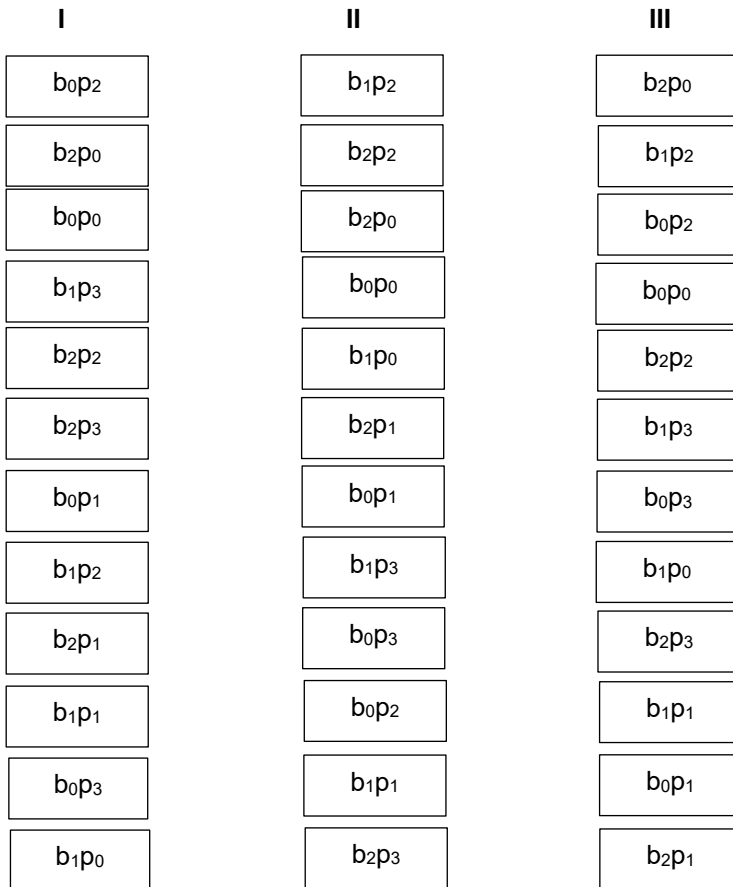 I II III
b₀p₂ b₁p₂ b₂p₀
b₂p₀ b₂p₂ b₁p₂
b₀p₀ b₂p₀ b₀p₂
b₁p₃ b₀p₀ b₀p₀
b₂p₂ b₁p₀ b₂p₂
b₂p₃ b₂p₁ b₁p₃
b₀p₁ b₀p₁ b₀p₃
b₁p₂ b₁p₃ b₁p₀
b₂p₁ b₀p₃ b₂p₃
b₁p₁ b₀p₂ b₁p₁
b₀p₃ b₁p₁ b₀p₁
b₁p₀ b₂p₃ b₂p₁